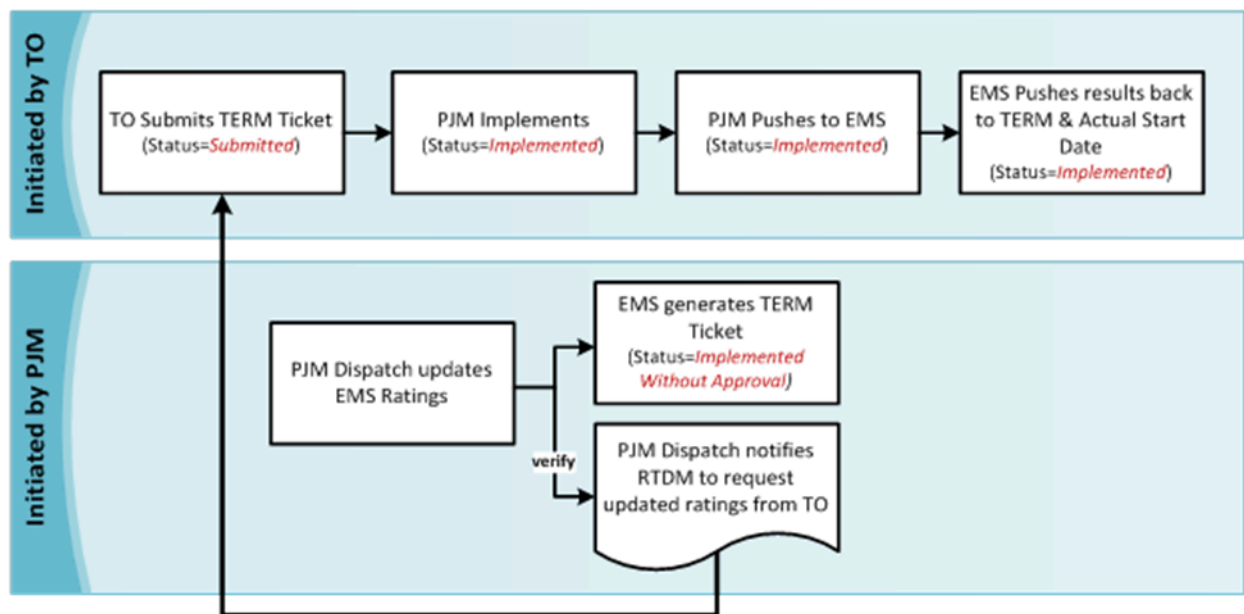 Initiated by TO
TO Submits TERM Ticket
(Status=Submitted)
PJM Implements
(Status=Implemented)
PJM Pushes to EMS
(Status=Implemented)
EMS Pushes results back
to TERM & Actual Start
Date
(Status=Implemented)
Initiated by PJM
PJM Dispatch updates
EMS Ratings
verify
EMS generates TERM
Ticket
(Status=Implemented
Without Approval)
PJM Dispatch notifies
RTDM to request
updated ratings from TO